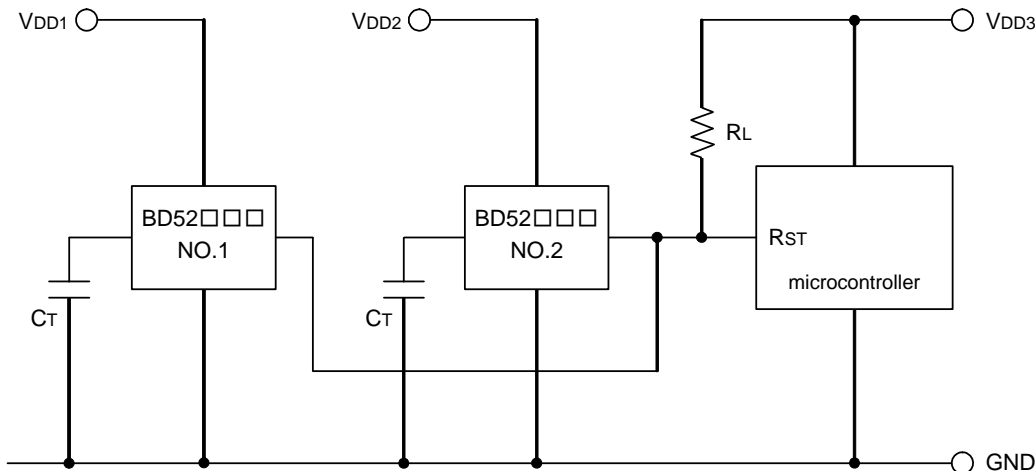 VDD1
VDD2
VDD3
RL
BD52□□□
NO.1
BD52□□□
NO.2
RST
microcontroller
CT
CT
GND